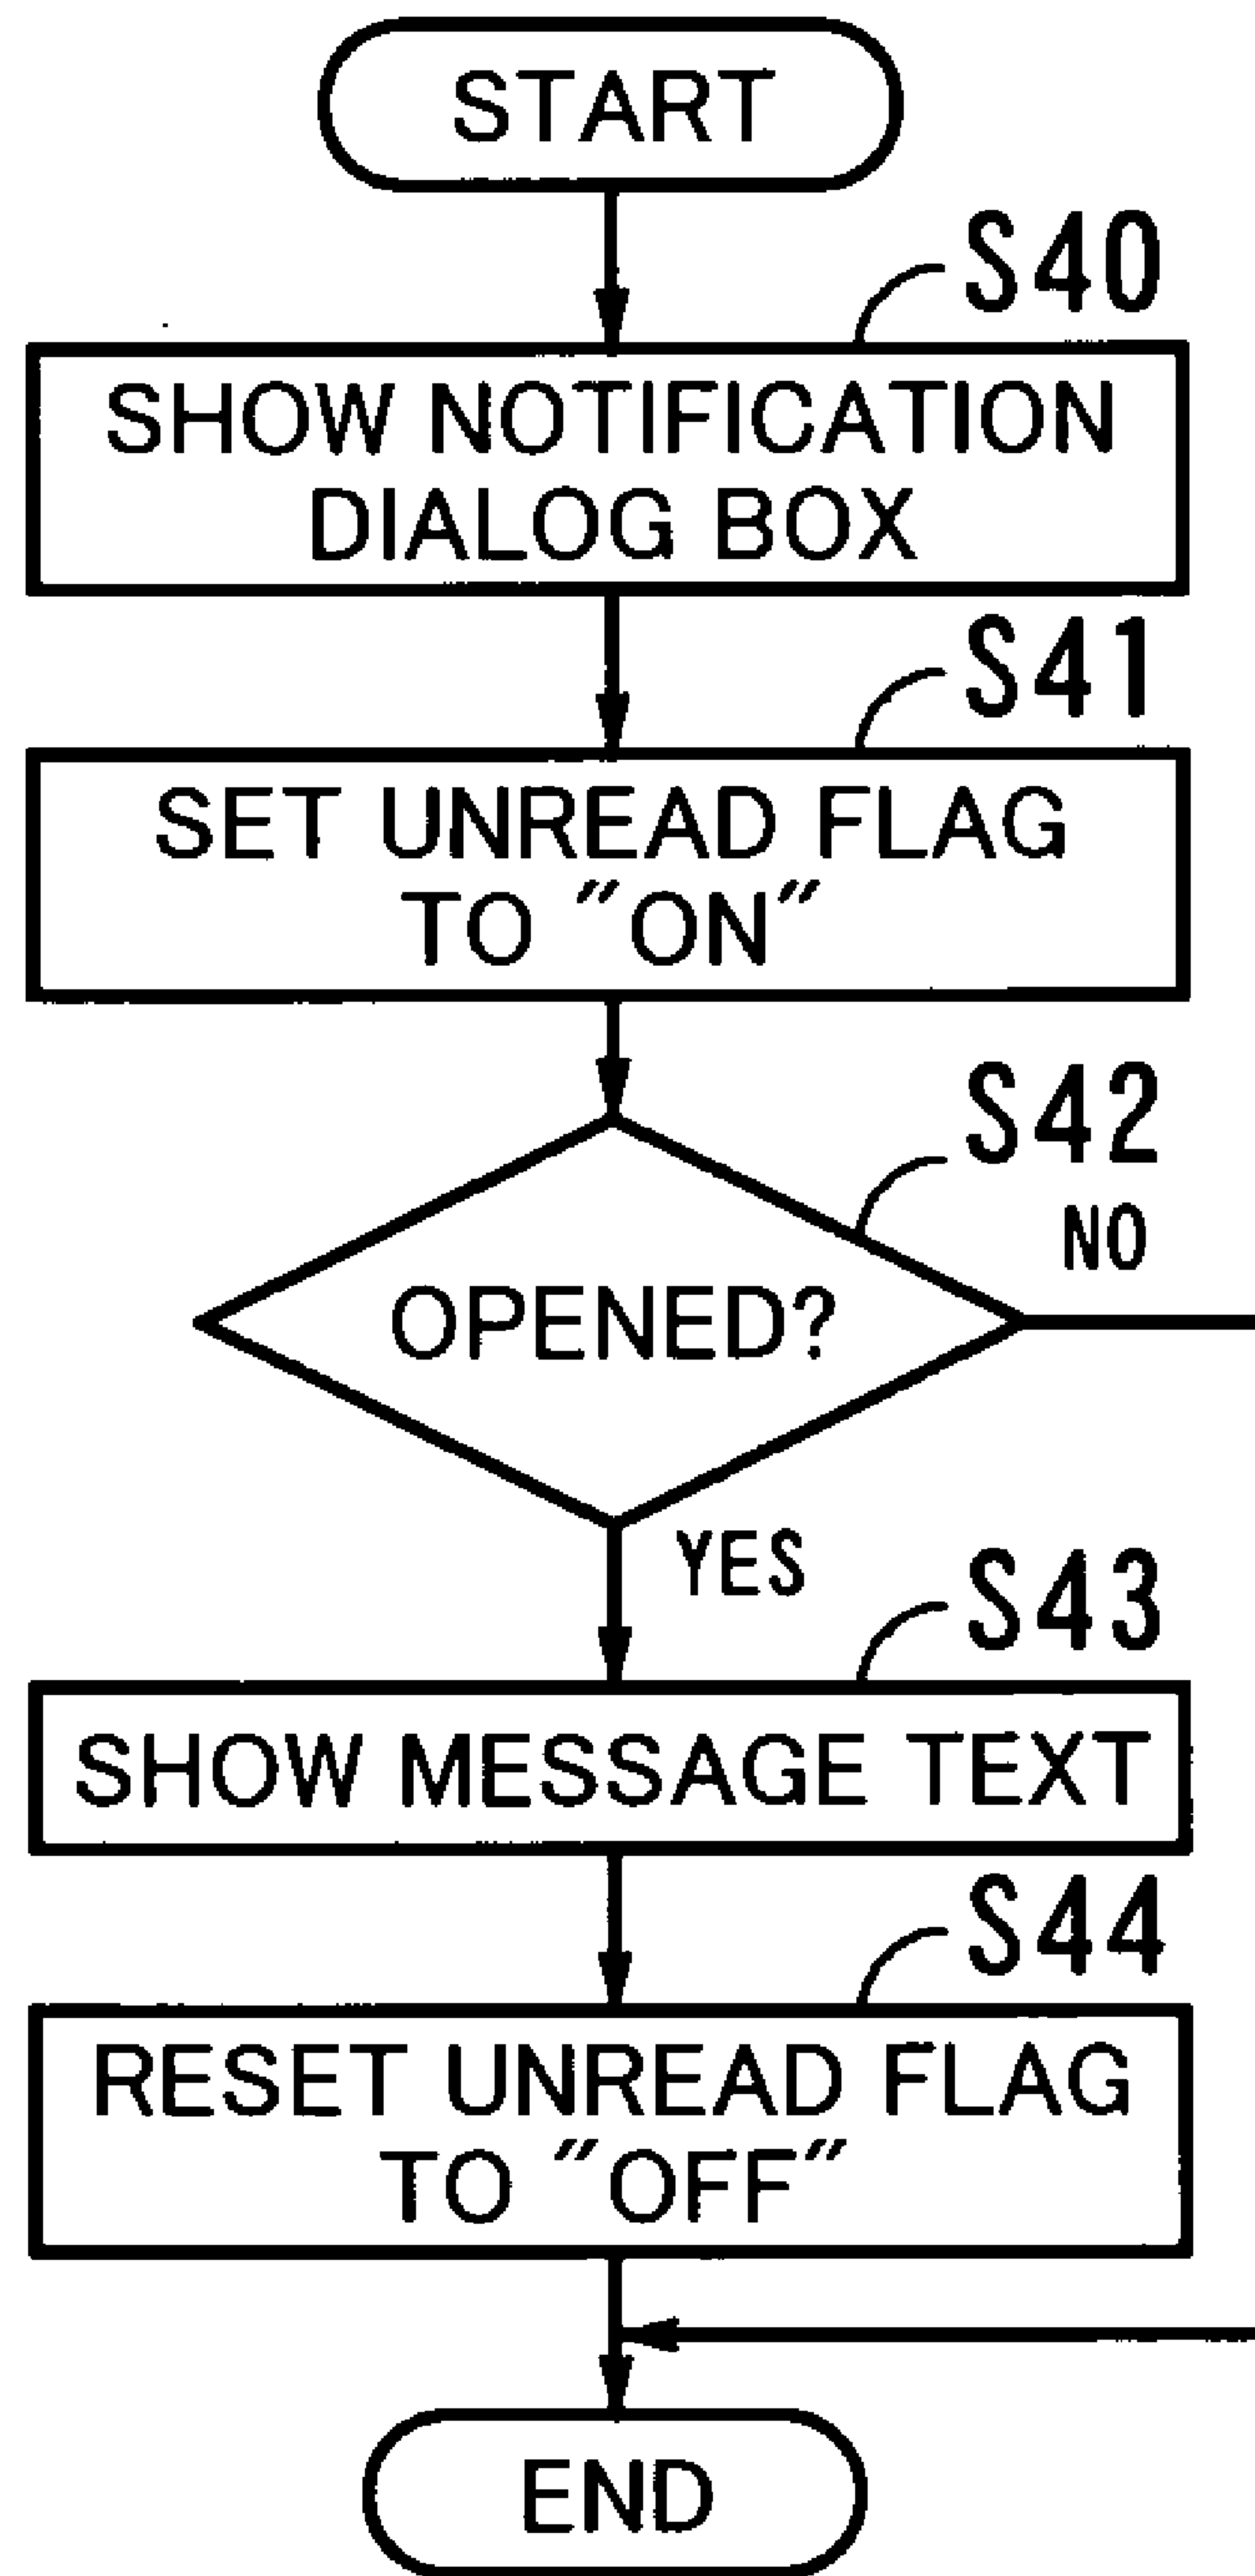 START
S40
SHOW NOTIFICATION
DIALOG BOX
S41
SET UNREAD FLAG
TO "ON"
S42
NO
OPENED?
YES
S43
SHOW MESSAGE TEXT
S44
RESET UNREAD FLAG
TO "OFF"
END